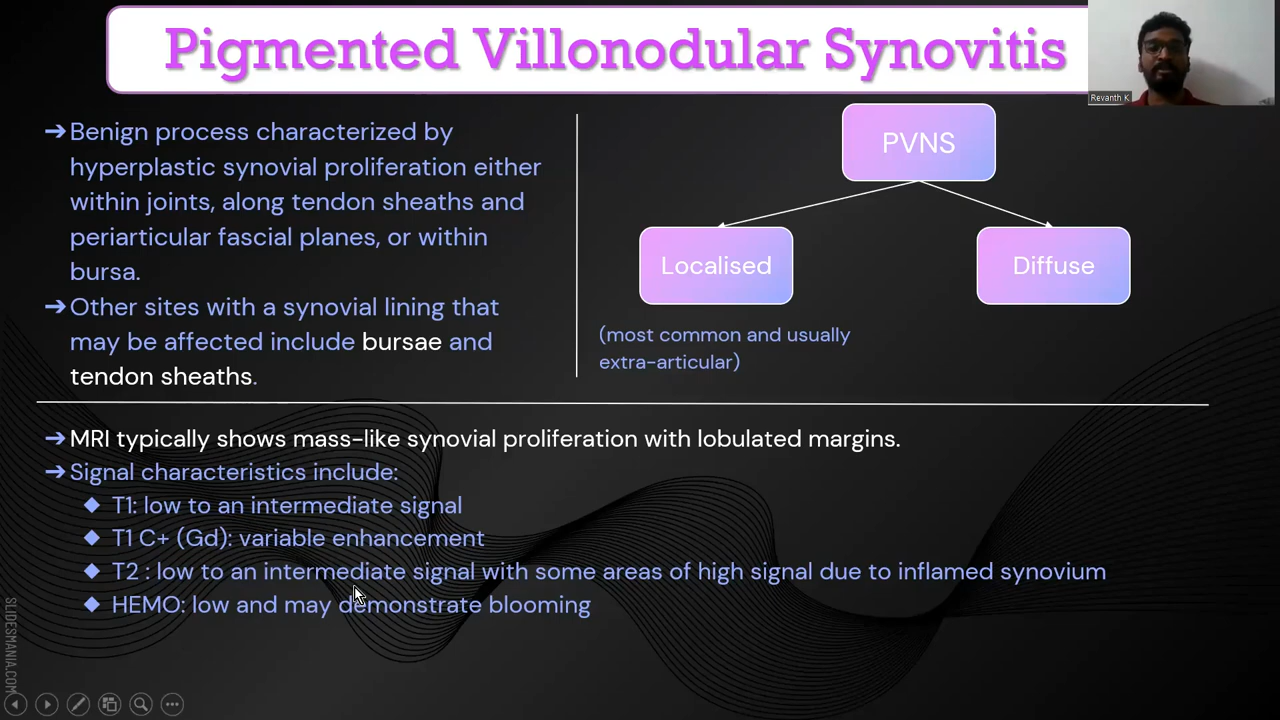 Pigmented Villonodular Synovitis
Revanth K
➔Benign process characterized by
hyperplastic synovial proliferation either
within joints, along tendon sheaths and
periarticular fascial planes, or within
bursa.
➔Other sites with a synovial lining that
may be affected include bursae and
tendon sheaths.
PVNS
Localised
Diffuse
(most common and usually
extra-articular)
➔MRI typically shows mass-like synovial proliferation with lobulated margins.
➔Signal characteristics include:
◆ T1: low to an intermediate signal
◆ T1 C+ (Gd): variable enhancement
◆ T2 : low to an intermediate signal with some areas of high signal due to inflamed synovium
◆ HEMO: low and may demonstrate blooming
SLIDESMANIA.COM